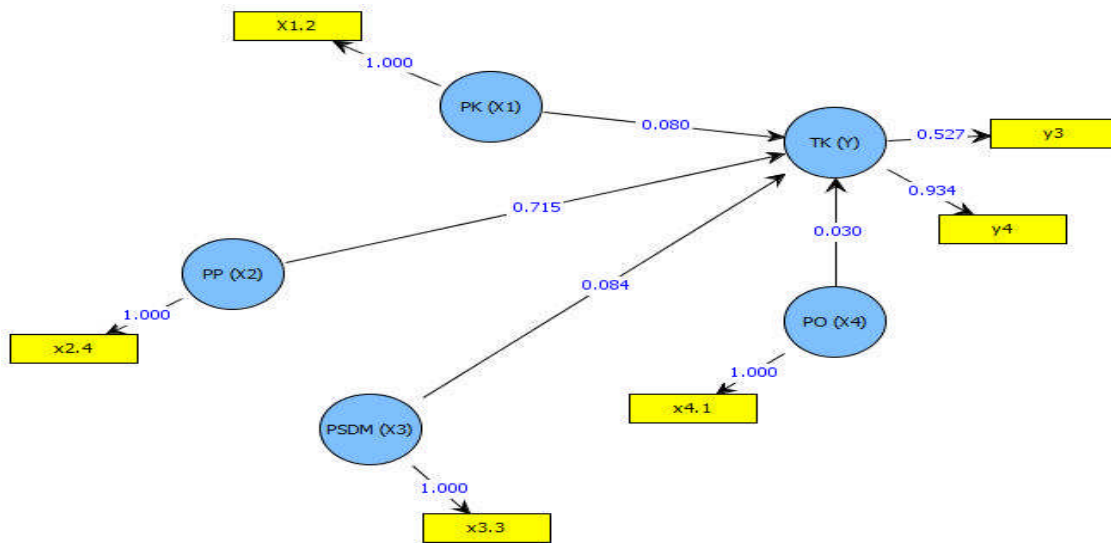 X1.2
1.000
PK (X1)
0.080
TK (Y)
0.527
y3
0.934
y4
0.715
0.030
PP (X2)
0.084
PO (X4)
1.000
x2.4
1.000
x4.1
PSDM (X3)
1.000
x3.3